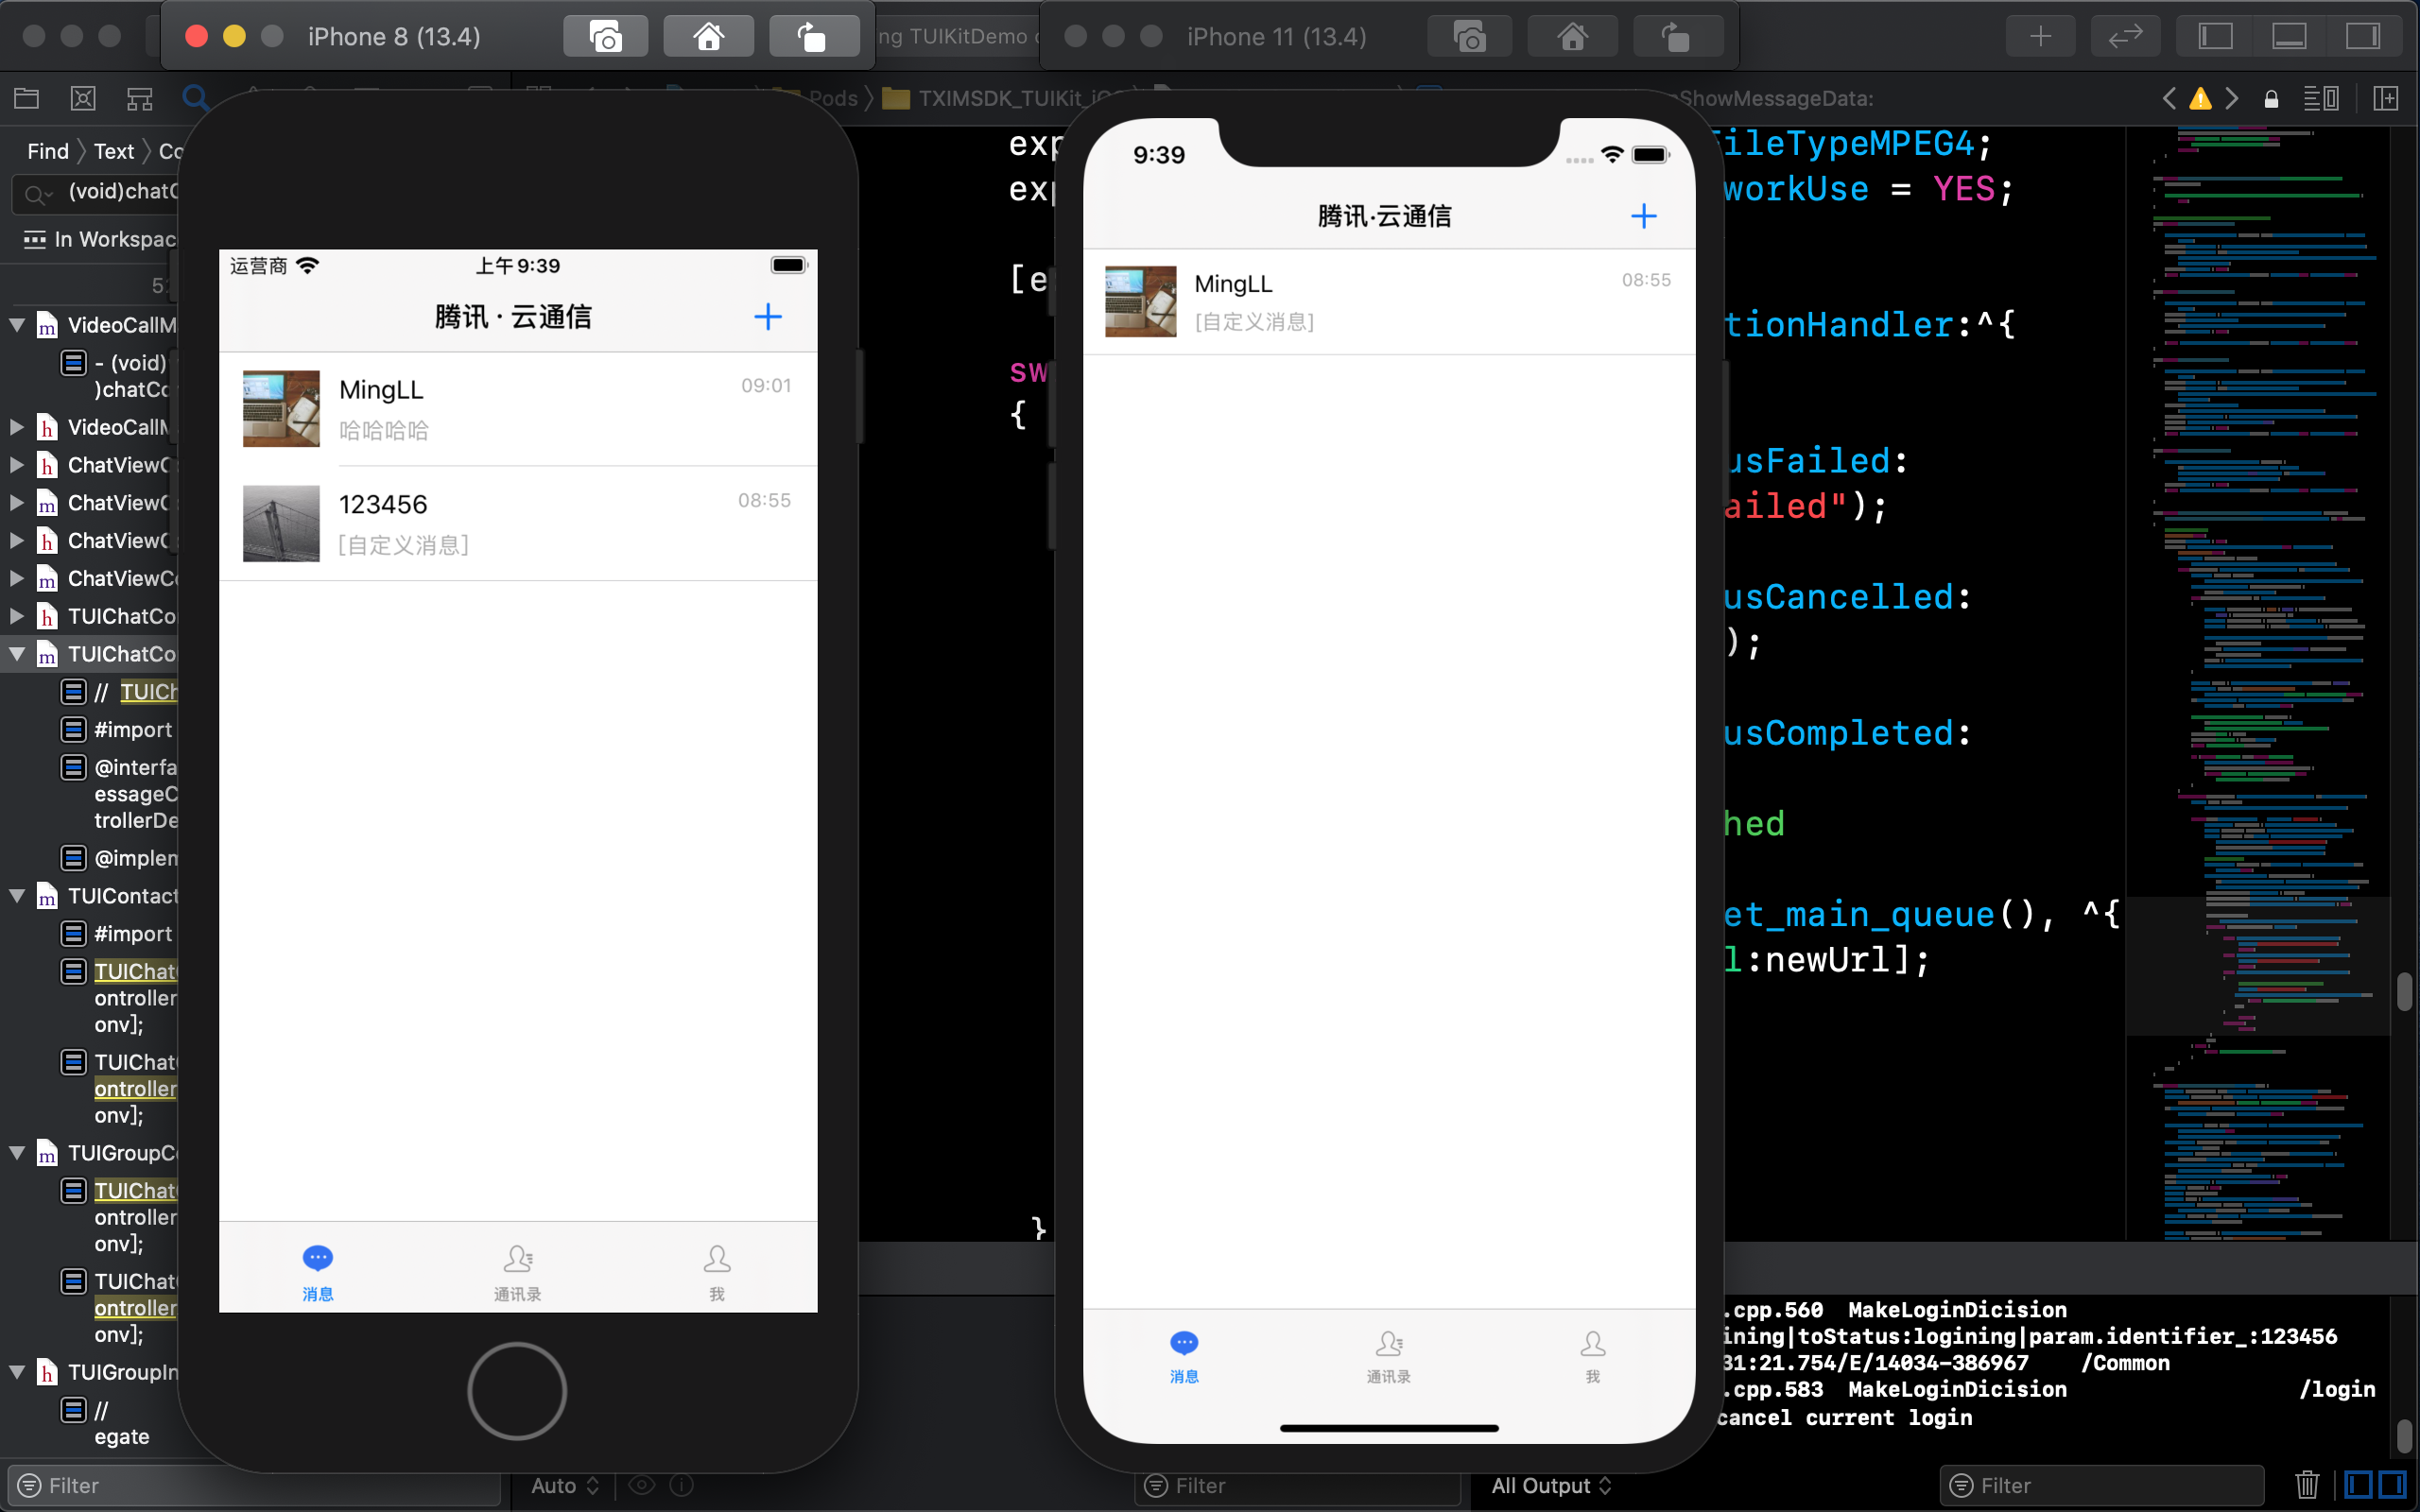 iPhone 8 (13.4)
ng TUIKitDemo
iPhone 11 (13.4)
Pods
TXIMSDK_TUIKit_iOS
ShowMessageData:
Find
Text
Co
(void)chatC
In Workspac
VideoCallM
- (void)
)chatCo
VideoCallM
ChatViewC
ChatViewC
ChatViewC
ChatViewC
TUIChatCo
TUIChatCo
// TUICh
#import
@interfa
essageC
trollerDe
@implem
TUIContact
#import
TUIChat
ontroller
onv];
TUIChat
ontroller
onv];
TUIGroupC
TUIChat
ontroller
onv];
TUIChat
ontroller
onv];
TUIGroupIn
//
egate
Filter
运营商
上午9:39
腾讯 · 云通信
MingLL
09:01
哈哈哈哈
123456
08:55
[自定义消息]
消息
通讯录
我
exp
exp
[e
sw
{
}
9:39
腾讯·云通信
MingLL
08:55
[自定义消息]
消息
通讯录
我
ileTypeMPEG4;
workUse = YES;
tionHandler:^{
usFailed:
ailed");
usCancelled:
);
usCompleted:
hed
et_main_queue(), ^{
l:newUrl];
.cpp.560 MakeLoginDicision
ining|toStatus:logining|param.identifier_:123456
31:21.754/E/14034-386967 /Common
.cpp.583 MakeLoginDicision /login
cancel current login
Auto
Filter
All Output
Filter